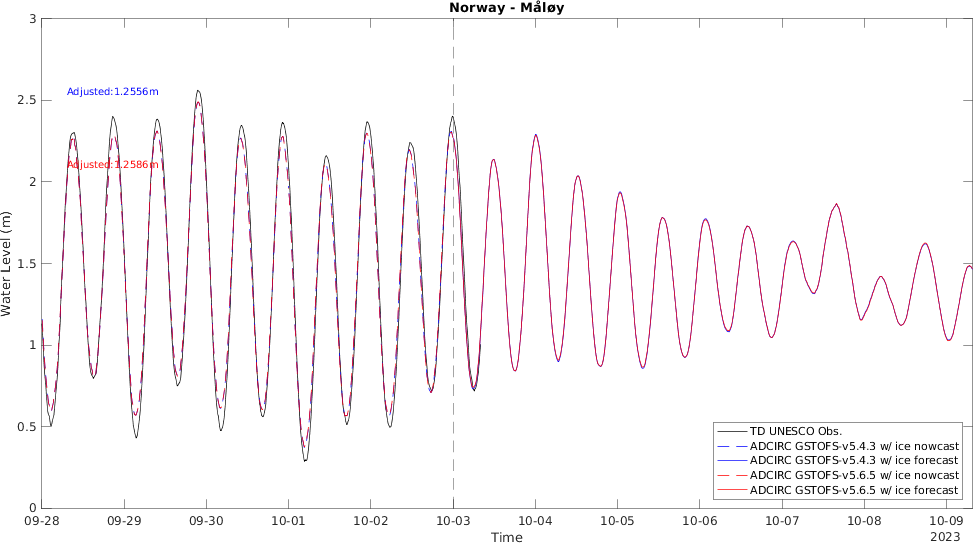 Norway - Måløy
3
2.5
2
1.5
1
0.5
0
Water Level (m)
Adjusted:1.2556m
Adjusted:1.2586m
TD UNESCO Obs.
ADCIRC GSTOFS-v5.4.3 w/ ice nowcast
ADCIRC GSTOFS-v5.4.3 w/ ice forecast
ADCIRC GSTOFS-v5.6.5 w/ ice nowcast
ADCIRC GSTOFS-v5.6.5 w/ ice forecast
09-28 09-29 09-30 10-01 10-02 10-03 10-04 10-05 10-06 10-07 10-08 10-09
Time
2023